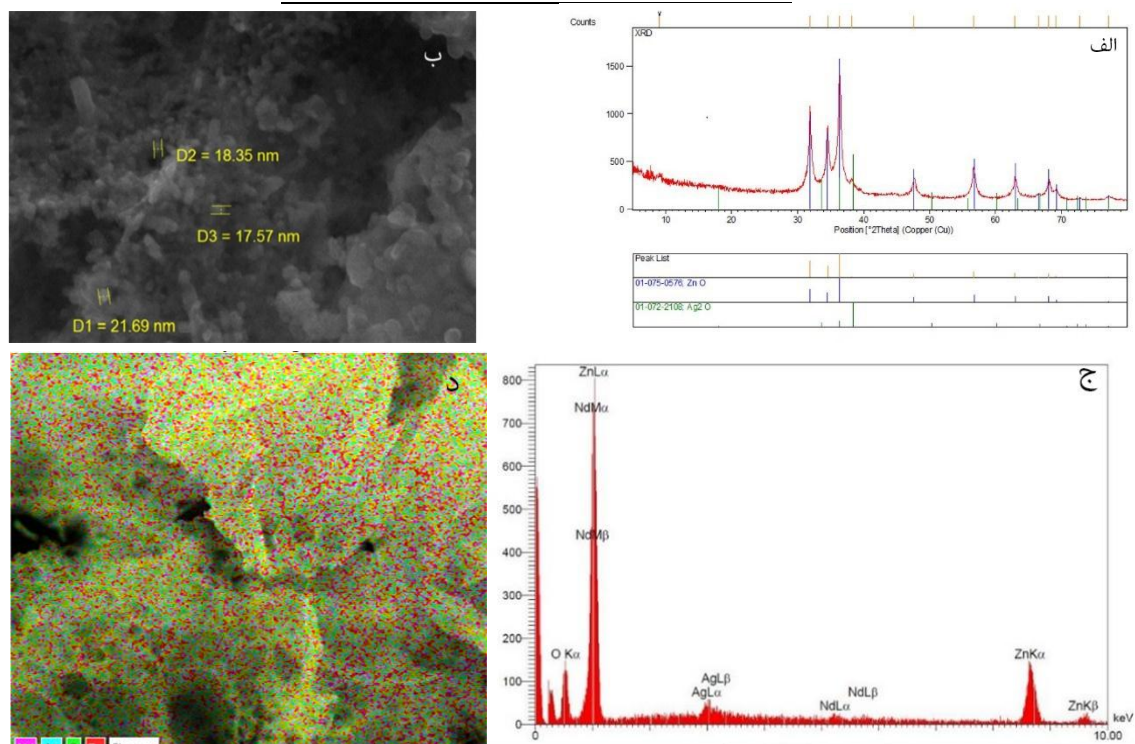 ب
D2 = 18.35 nm
D3 = 17.57 nm
D1 = 21.69 nm
Counts
XRD
الف
1500
1000
500
0
10 20 30 40 50 60 70
Position [°2Theta] (Copper (Cu))
Peak List
01-075-0576; Zn O
01-072-2108; Ag2 O
د
ج
ZnLα
NdMα
NdMβ
O Kα
AgLβ
AgLα
NdLβ
NdLα
ZnKα
ZnKβ
800
700
600
500
400
300
200
100
0
0 10.00
keV